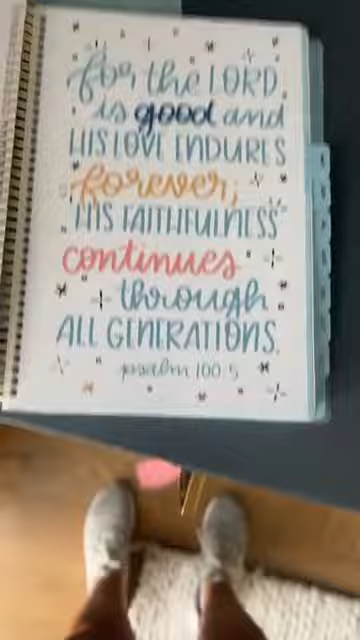 for the LORD
is good and
HIS LOVE ENDURES
forever;
HIS FAITHFULNESS
continues
through
ALL GENERATIONS.
psalm 100:5